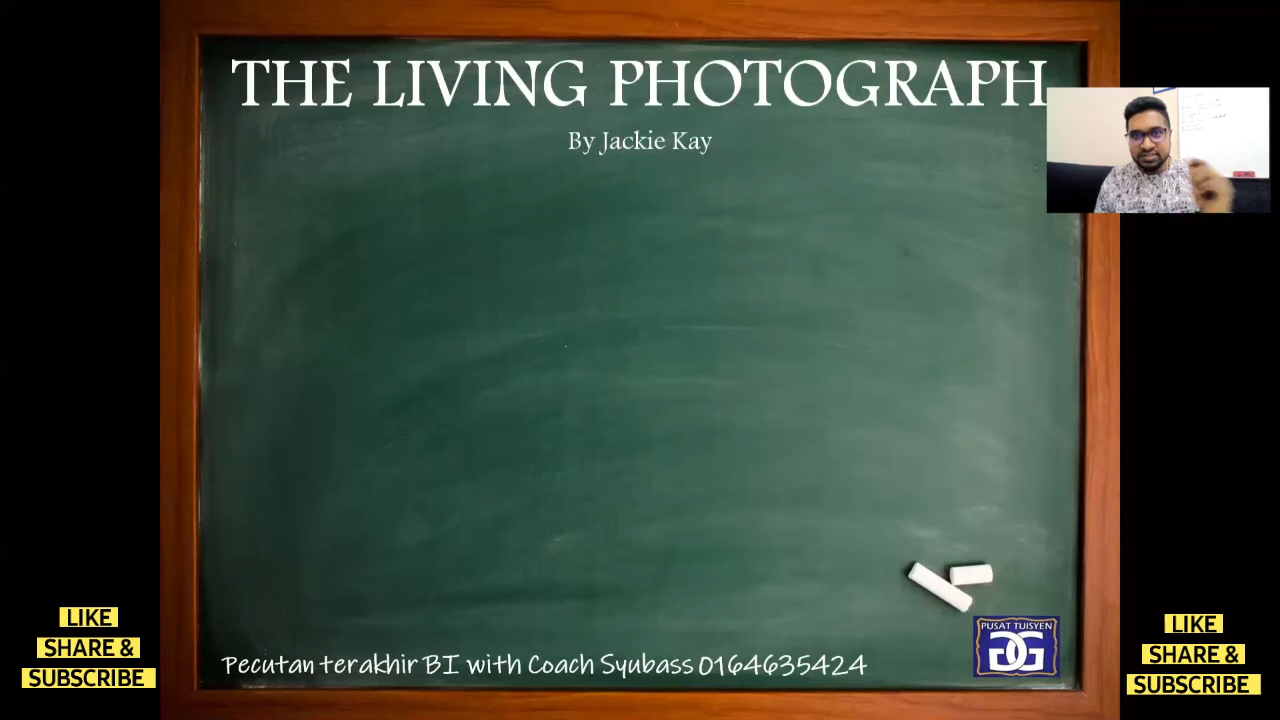 THE LIVING PHOTOGRAPH
By Jackie Kay
LIKE
SHARE &
SUBSCRIBE
Pecutan terakhir BI with Coach Syubass 0164635424
PUSAT TUISYEN
GG
LIKE
SHARE &
SUBSCRIBE